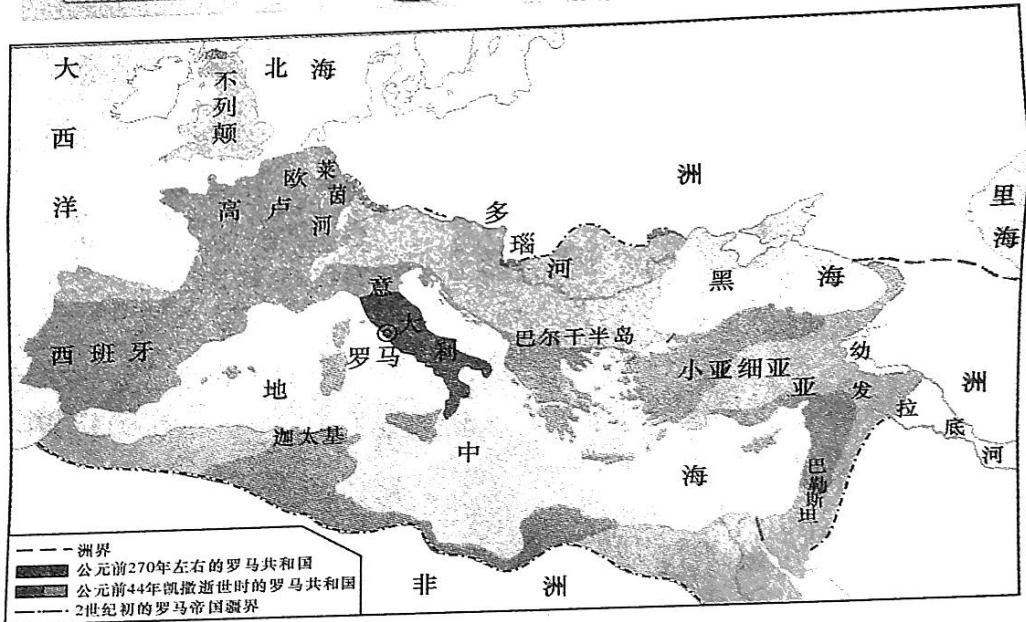 大西洋
北海
不列颠
欧洲
莱茵河
高卢
多瑙河
里海
黑海
意大利
罗马
巴尔干半岛
西班牙
小亚细亚
亚洲
幼发拉底河
地中海
迦太基
巴勒斯坦
非洲
洲界
公元前270年左右的罗马共和国
公元前44年凯撒逝世时的罗马共和国
2世纪初的罗马帝国疆界